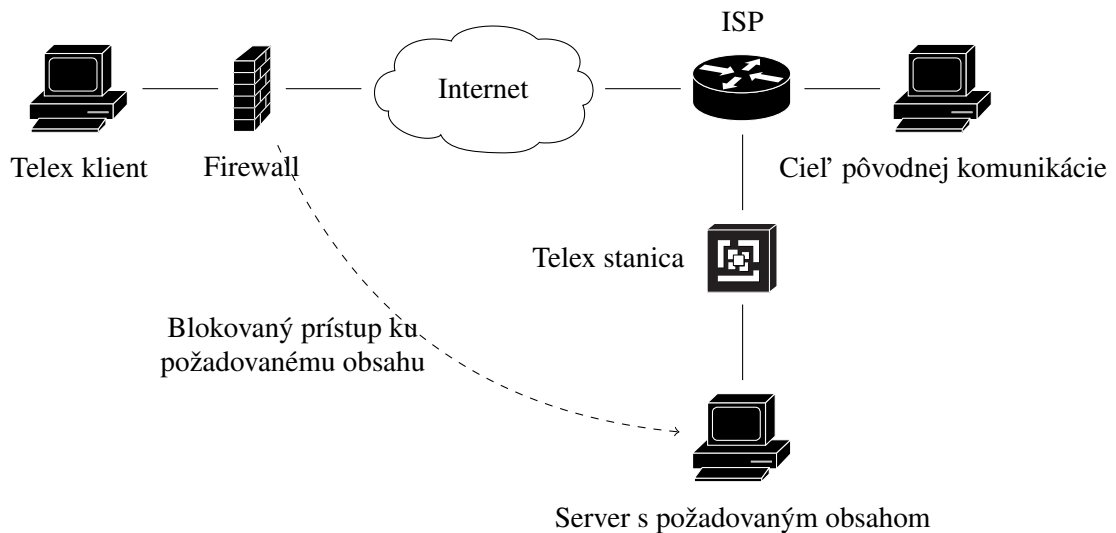 ISP
Internet
Telex klient
Firewall
Cieľ pôvodnej komunikácie
Telex stanica
Blokovaný prístup ku
požadovanému obsahu
Server s požadovaným obsahom